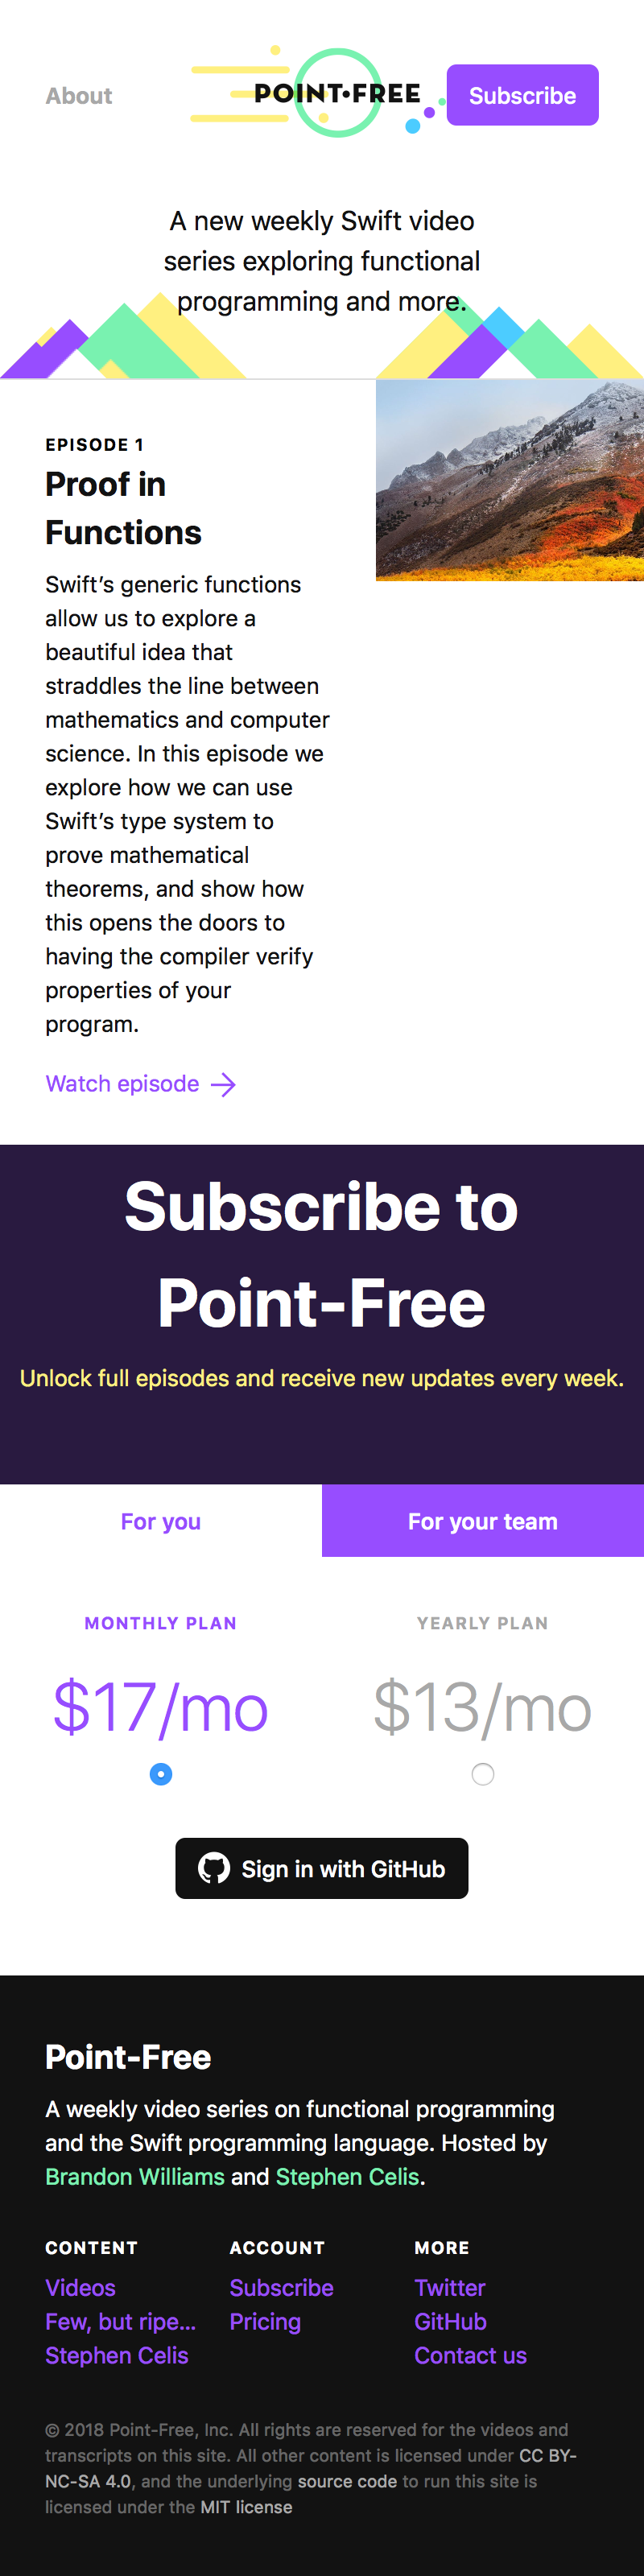 About
POINT•FREE
Subscribe
A new weekly Swift video
series exploring functional
programming and more.
EPISODE 1
Proof in
Functions
Swift’s generic functions
allow us to explore a
beautiful idea that
straddles the line between
mathematics and computer
science. In this episode we
explore how we can use
Swift’s type system to
prove mathematical
theorems, and show how
this opens the doors to
having the compiler verify
properties of your
program.
Watch episode
Subscribe to
Point-Free
Unlock full episodes and receive new updates every week.
For you
For your team
MONTHLY PLAN
YEARLY PLAN
$17/mo
$13/mo
Sign in with GitHub
Point-Free
A weekly video series on functional programming
and the Swift programming language. Hosted by
Brandon Williams and Stephen Celis.
CONTENT
Videos
Few, but ripe…
Stephen Celis
ACCOUNT
Subscribe
Pricing
MORE
Twitter
GitHub
Contact us
© 2018 Point-Free, Inc. All rights are reserved for the videos and
transcripts on this site. All other content is licensed under CC BY-
NC-SA 4.0, and the underlying source code to run this site is
licensed under the MIT license